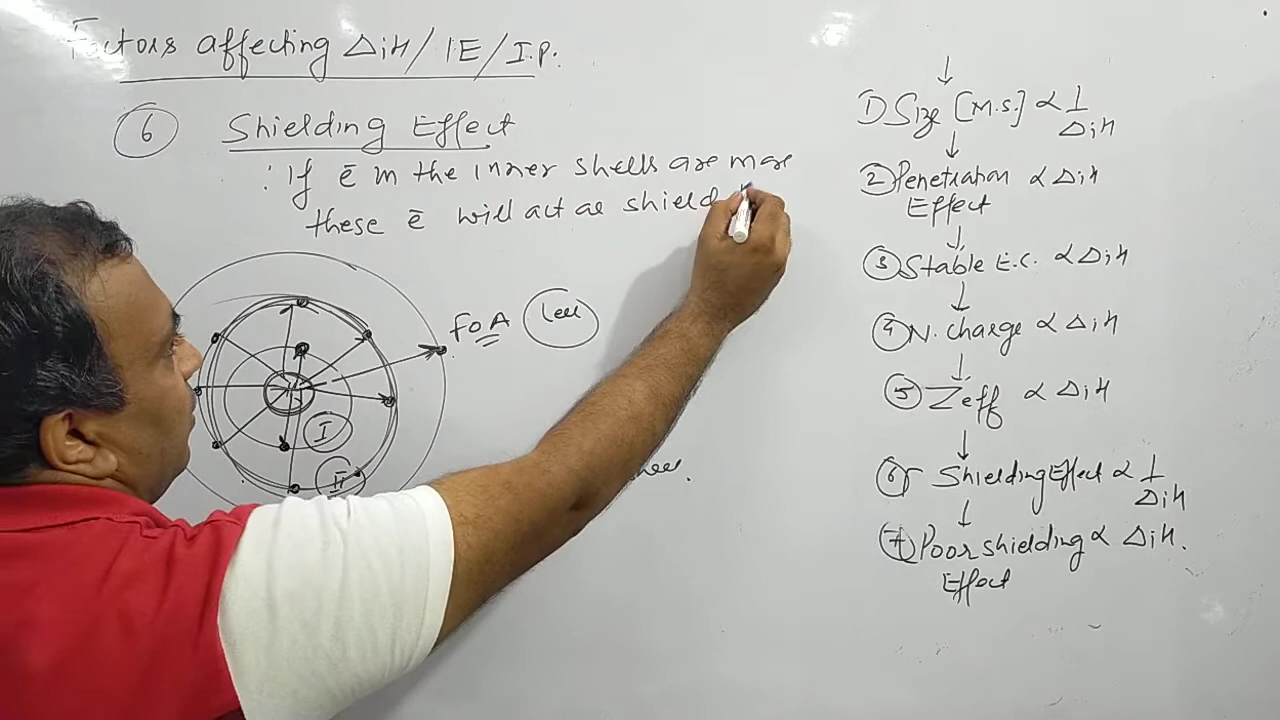 Factors affecting ΔiH/IE/I.P.
6 Shielding Effect
: If ē in the inner shells are more
these ē will act as shield
FOA less
I
II
↓
1) Size [M.S.] ∝ 1/ΔiH
↓
2 Penetration ∝ ΔiH
Effect
↓
3 Stable E.C. ∝ ΔiH
↓
4 N. charge ∝ ΔiH
↓
5 Zeff ∝ ΔiH
↓
6 Shielding Effect ∝ 1/ΔiH
↓
7 Poor shielding ∝ ΔiH.
Effect